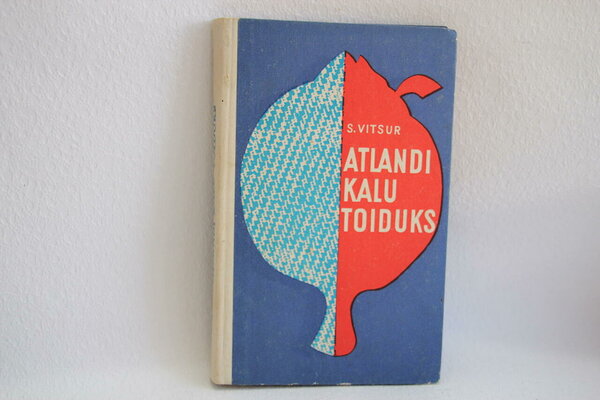 S. VITSUR
ATLANDI
KALU
TOIDUKS